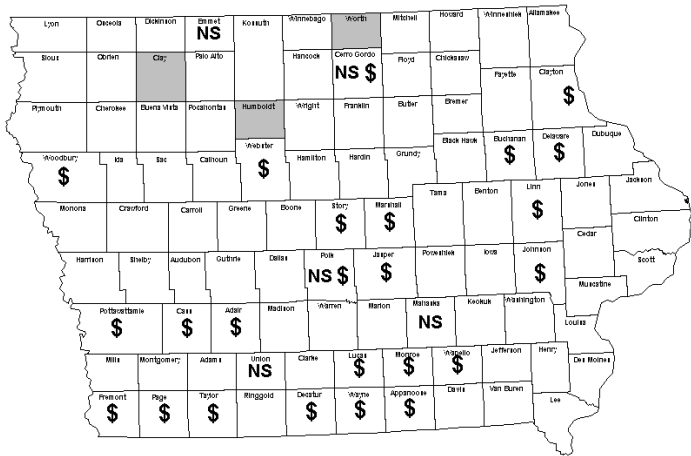 Lyon Osceola Dickinson Emmet Kossuth Winnebago Worth Mitchell Howard Winneshiek Allamakee
NS
Sioux Obrien Clay Palo Alto Hancock Cerro Gordo Floyd Chickasaw Fayette Clayton
NS $ $
Plymouth Cherokee Buena Vista Pocahontas Humboldt Wright Franklin Butler Bremer
Woodbury Ida Sac Calhoun Webster Hamilton Hardin Grundy Black Hawk Buchanan Delaware Dubuque
$ $ $ $
Monona Crawford Carroll Greene Boone Story Marshall Tama Benton Linn Jones Jackson
$ $ $
Clinton
Harrison Shelby Audubon Guthrie Dallas Polk Jasper Poweshiek Iowa Johnson Cedar Scott
NS $ $ $
Muscatine
Pottawattamie Cass Adair Madison Warren Marion Mahaska Keokuk Washington Louisa
$ $ $ NS
Mills Montgomery Adams Union Clarke Lucas Monroe Wapello Jefferson Henry Des Moines
NS $ $ $
Fremont Page Taylor Ringgold Decatur Wayne Appanoose Davis Van Buren Lee
$ $ $ $ $ $